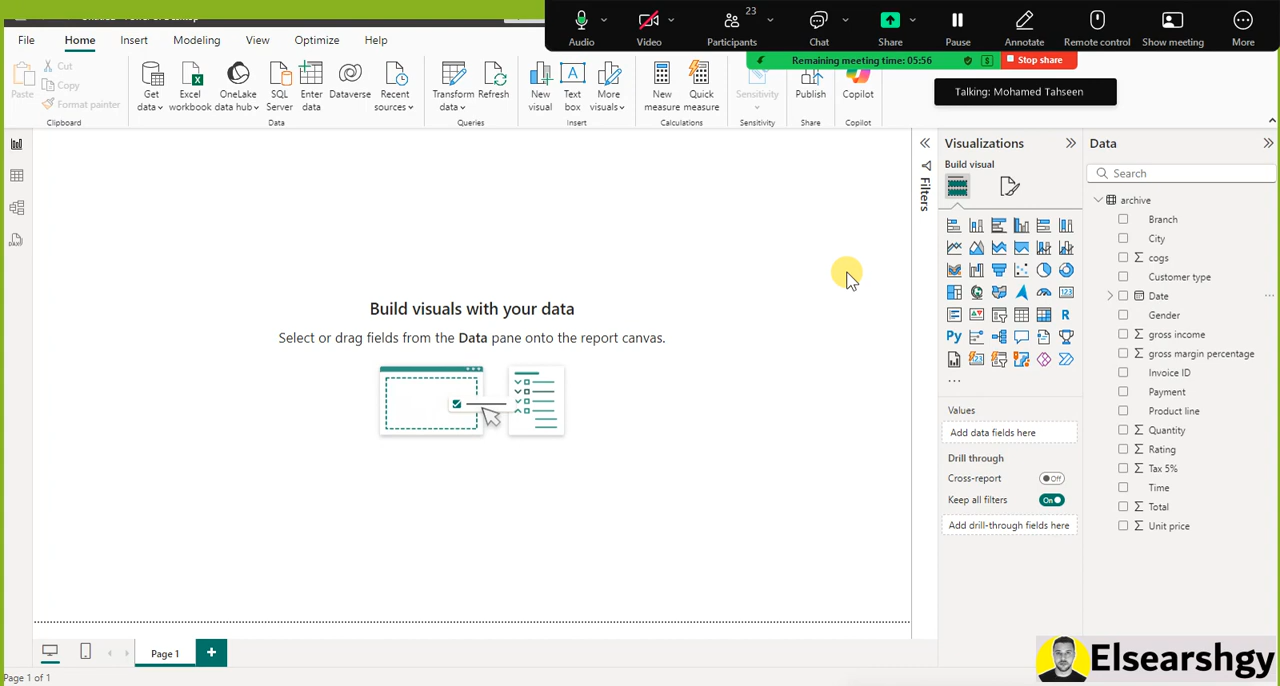 Audio
Video
23
Participants
Chat
Share
Pause
Annotate
Remote control
Show meeting
More
Remaining meeting time: 05:56
Stop share
Talking: Mohamed Tahseen
File
Home
Insert
Modeling
View
Optimize
Help
Paste
Cut
Copy
Format painter
Clipboard
Get data
Excel workbook
OneLake data hub
SQL Server
Enter data
Dataverse
Recent sources
Data
Transform data
Refresh
Queries
New visual
Text box
More visuals
Insert
New measure
Quick measure
Calculations
Sensitivity
Sensitivity
Publish
Share
Copilot
Copilot
Build visuals with your data
Select or drag fields from the Data pane onto the report canvas.
Filters
Visualizations
Build visual
Values
Add data fields here
Drill through
Cross-report
Off
Keep all filters
On
Add drill-through fields here
Data
Search
archive
Branch
City
cogs
Customer type
Date
Gender
gross income
gross margin percentage
Invoice ID
Payment
Product line
Quantity
Rating
Tax 5%
Time
Total
Unit price
Page 1
Page 1 of 1
Elsearshgy